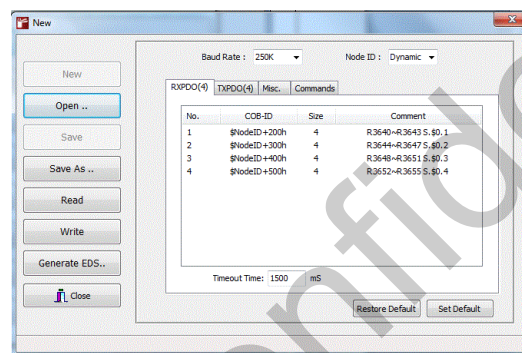 New
Baud Rate : 250K Node ID : Dynamic
New
Open ..
Save
Save As ..
Read
Write
Generate EDS..
Close
RXPDO(4) TXPDO(4) Misc. Commands
No. COB-ID Size Comment
1 $NodeID+200h 4 R3640~R3643 S.$0.1
2 $NodeID+300h 4 R3644~R3647 S.$0.2
3 $NodeID+400h 4 R3648~R3651 S.$0.3
4 $NodeID+500h 4 R3652~R3655 S.$0.4
Timeout Time: 1500 mS
Restore Default Set Default
nfide